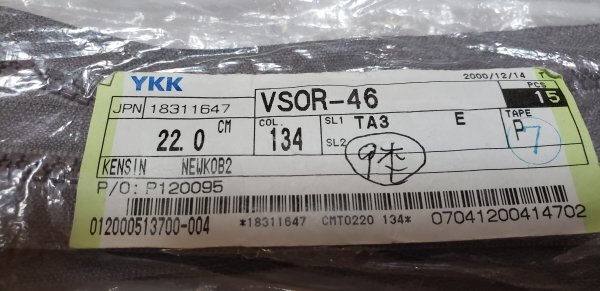 YKK
2000/12/14 T
JPN 18311647 VSOR-46 PCS 15
22.0 CM COL. 134 SL1 TA3 E SL2 TAPE P 7
9本
KENSIN NEWKOB2
P/O: P120095
012000513700-004 *18311647 CMT0220 134* 07041200414702